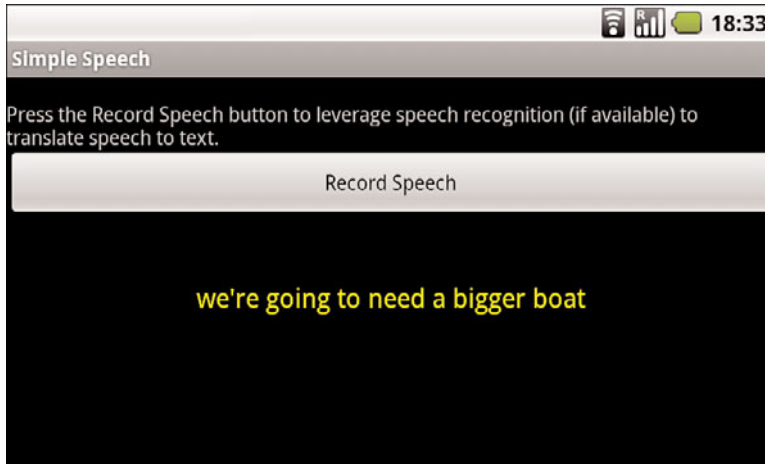 R
18:33
Simple Speech
Press the Record Speech button to leverage speech recognition (if available) to
translate speech to text.
Record Speech
we're going to need a bigger boat